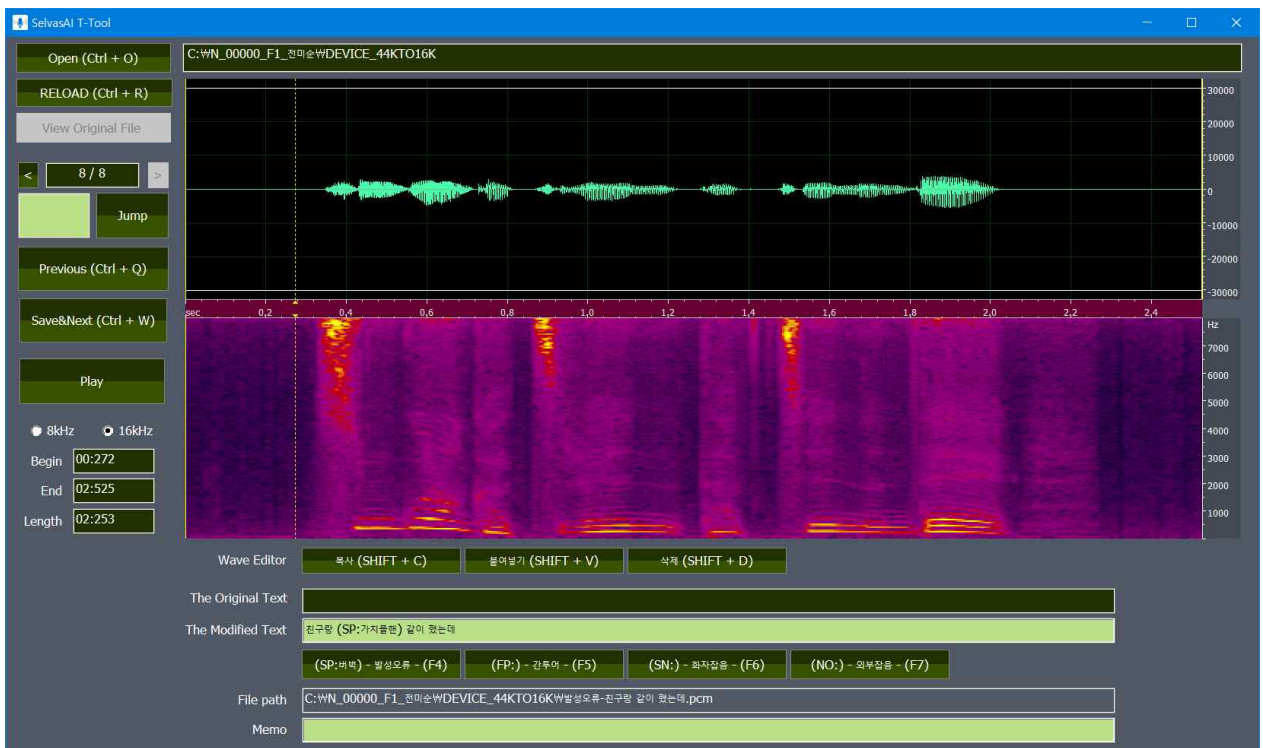 SelvasAI T-Tool
Open (Ctrl + O)
C:₩N_00000_F1_전미순₩DEVICE_44KTO16K
RELOAD (Ctrl + R)
View Original File
< 8 / 8 >
Jump
Previous (Ctrl + Q)
Save&Next (Ctrl + W)
Play
8kHz 16kHz
Begin 00:272
End 02:525
Length 02:253
30000
20000
10000
0
-10000
-20000
-30000
sec 0,2 0,4 0,6 0,8 1,0 1,2 1,4 1,6 1,8 2,0 2,2 2,4
Hz
7000
6000
5000
4000
3000
2000
1000
Wave Editor 복사 (SHIFT + C) 붙여넣기 (SHIFT + V) 삭제 (SHIFT + D)
The Original Text
The Modified Text 친구랑 (SP:가치플랜) 같이 했는데
(SP:버벅) - 발성오류 - (F4) (FP:) - 간투어 - (F5) (SN:) - 화자잡음 - (F6) (NO:) - 외부잡음 - (F7)
File path C:₩N_00000_F1_전미순₩DEVICE_44KTO16K₩발성오류-친구랑 같이 했는데.pcm
Memo